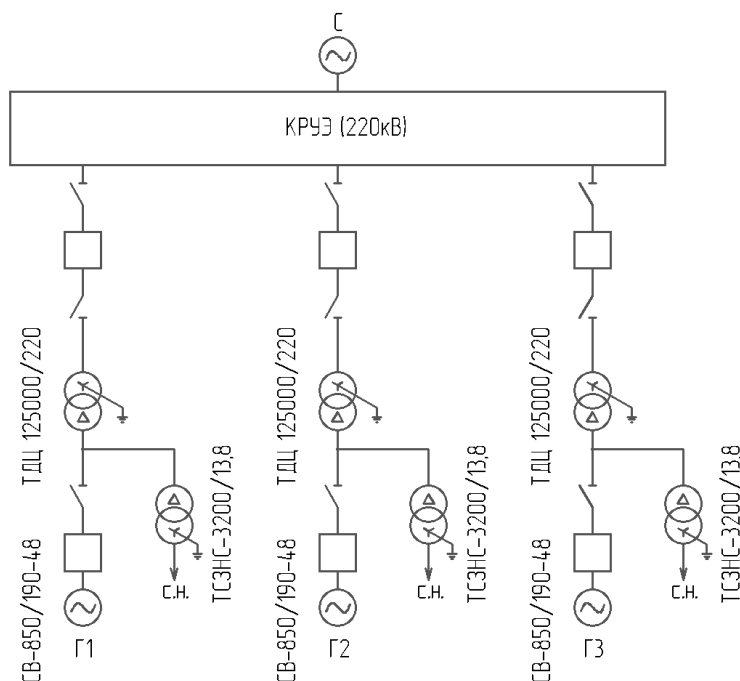 С
КРУЭ (220кВ)
ТДЦ 125000/220
ТДЦ 125000/220
ТДЦ 125000/220
ТСЗНС-3200/13,8
ТСЗНС-3200/13,8
ТСЗНС-3200/13,8
СВ-850/190-48
СВ-850/190-48
СВ-850/190-48
с.н.
с.н.
с.н.
Г1
Г2
Г3